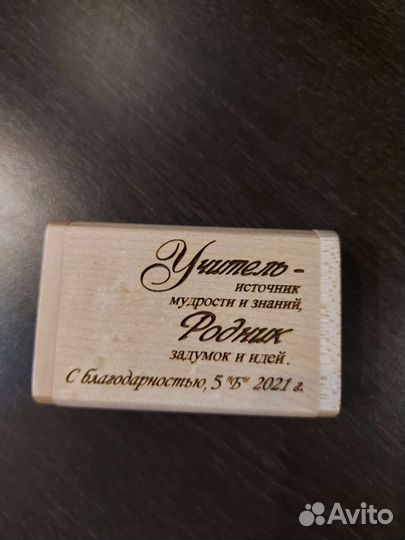 Учитель -
источник
мудрости и знаний,
Родник
задумок и идей.
С благодарностью, 5 "Б" 2021 г.
Avito